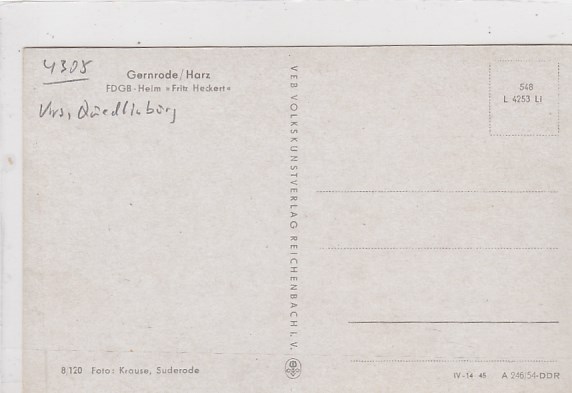 4305
Gernrode/Harz
FDGB-Heim »Fritz Heckert«
Krs. Quedlinburg
VEB VOLKSKUNSTVERLAG REICHENBACH I. V.
548
L 4253 LI
8/120 Foto: Krause, Suderode
IV-14-45 A 246/54-DDR